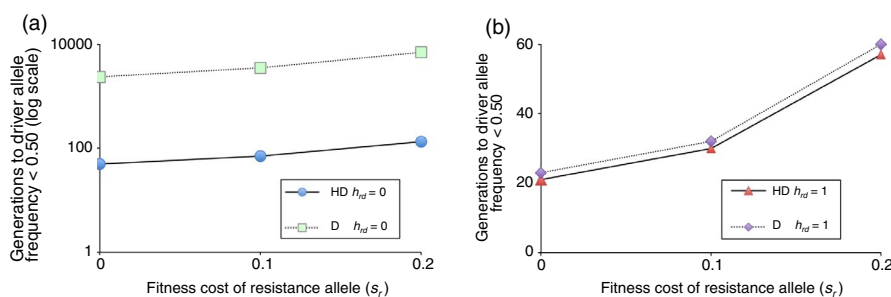 (a)
Generations to driver allele
frequency < 0.50 (log scale)
10000
100
1
0
0.1
0.2
HD h_rd = 0
D h_rd = 0
Fitness cost of resistance allele (s_r)
(b)
Generations to driver allele
frequency < 0.50
60
40
20
0
0
0.1
0.2
HD h_rd = 1
D h_rd = 1
Fitness cost of resistance allele (s_r)